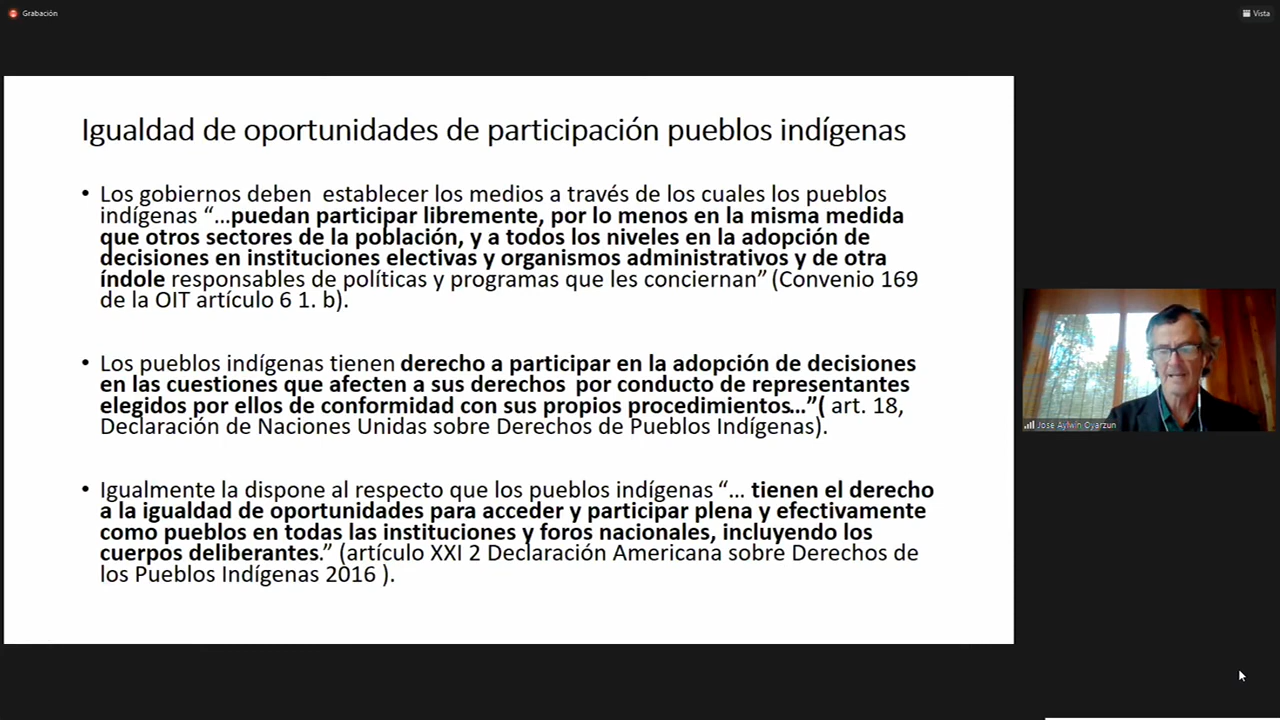 Grabación
Vista
Igualdad de oportunidades de participación pueblos indígenas
• Los gobiernos deben establecer los medios a través de los cuales los pueblos
indígenas “...puedan participar libremente, por lo menos en la misma medida
que otros sectores de la población, y a todos los niveles en la adopción de
decisiones en instituciones electivas y organismos administrativos y de otra
índole responsables de políticas y programas que les conciernan” (Convenio 169
de la OIT artículo 6 1. b).
• Los pueblos indígenas tienen derecho a participar en la adopción de decisiones
en las cuestiones que afecten a sus derechos por conducto de representantes
elegidos por ellos de conformidad con sus propios procedimientos...”( art. 18,
Declaración de Naciones Unidas sobre Derechos de Pueblos Indígenas).
• Igualmente la dispone al respecto que los pueblos indígenas “... tienen el derecho
a la igualdad de oportunidades para acceder y participar plena y efectivamente
como pueblos en todas las instituciones y foros nacionales, incluyendo los
cuerpos deliberantes.” (artículo XXI 2 Declaración Americana sobre Derechos de
los Pueblos Indígenas 2016 ).
José Aylwin Oyarzun